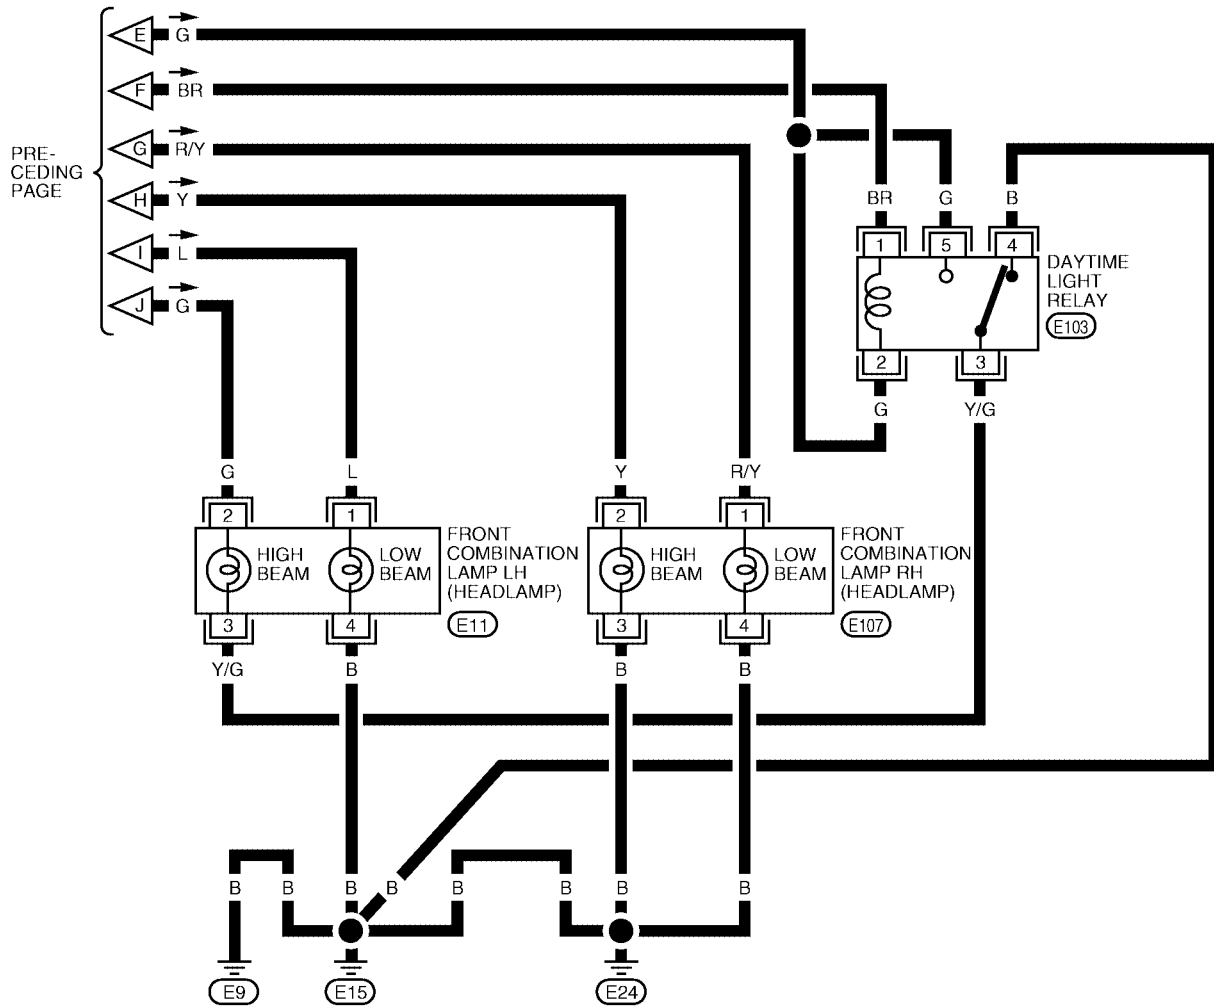 E G
F BR
G R/Y
PRE-
CEDING
PAGE
H Y
I L
J G
BR G B
1 5 4
DAYTIME
LIGHT
RELAY
E103
2 3
G Y/G
G L Y R/Y
2 1 2 1
HIGH
BEAM
LOW
BEAM
FRONT
COMBINATION
LAMP LH
(HEADLAMP)
E11
HIGH
BEAM
LOW
BEAM
FRONT
COMBINATION
LAMP RH
(HEADLAMP)
E107
3 4 3 4
Y/G B B B
B B B B B B B B
E9 E15 E24